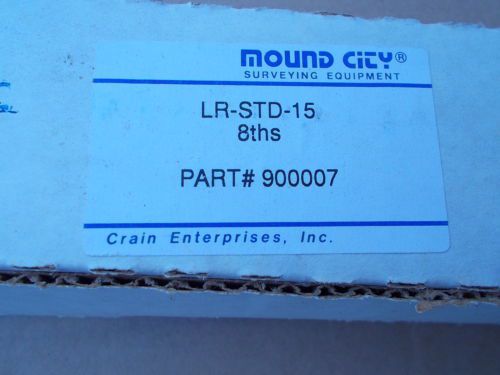 MOUND CITY®
SURVEYING EQUIPMENT
LR-STD-15
8ths
PART# 900007
Crain Enterprises, Inc.